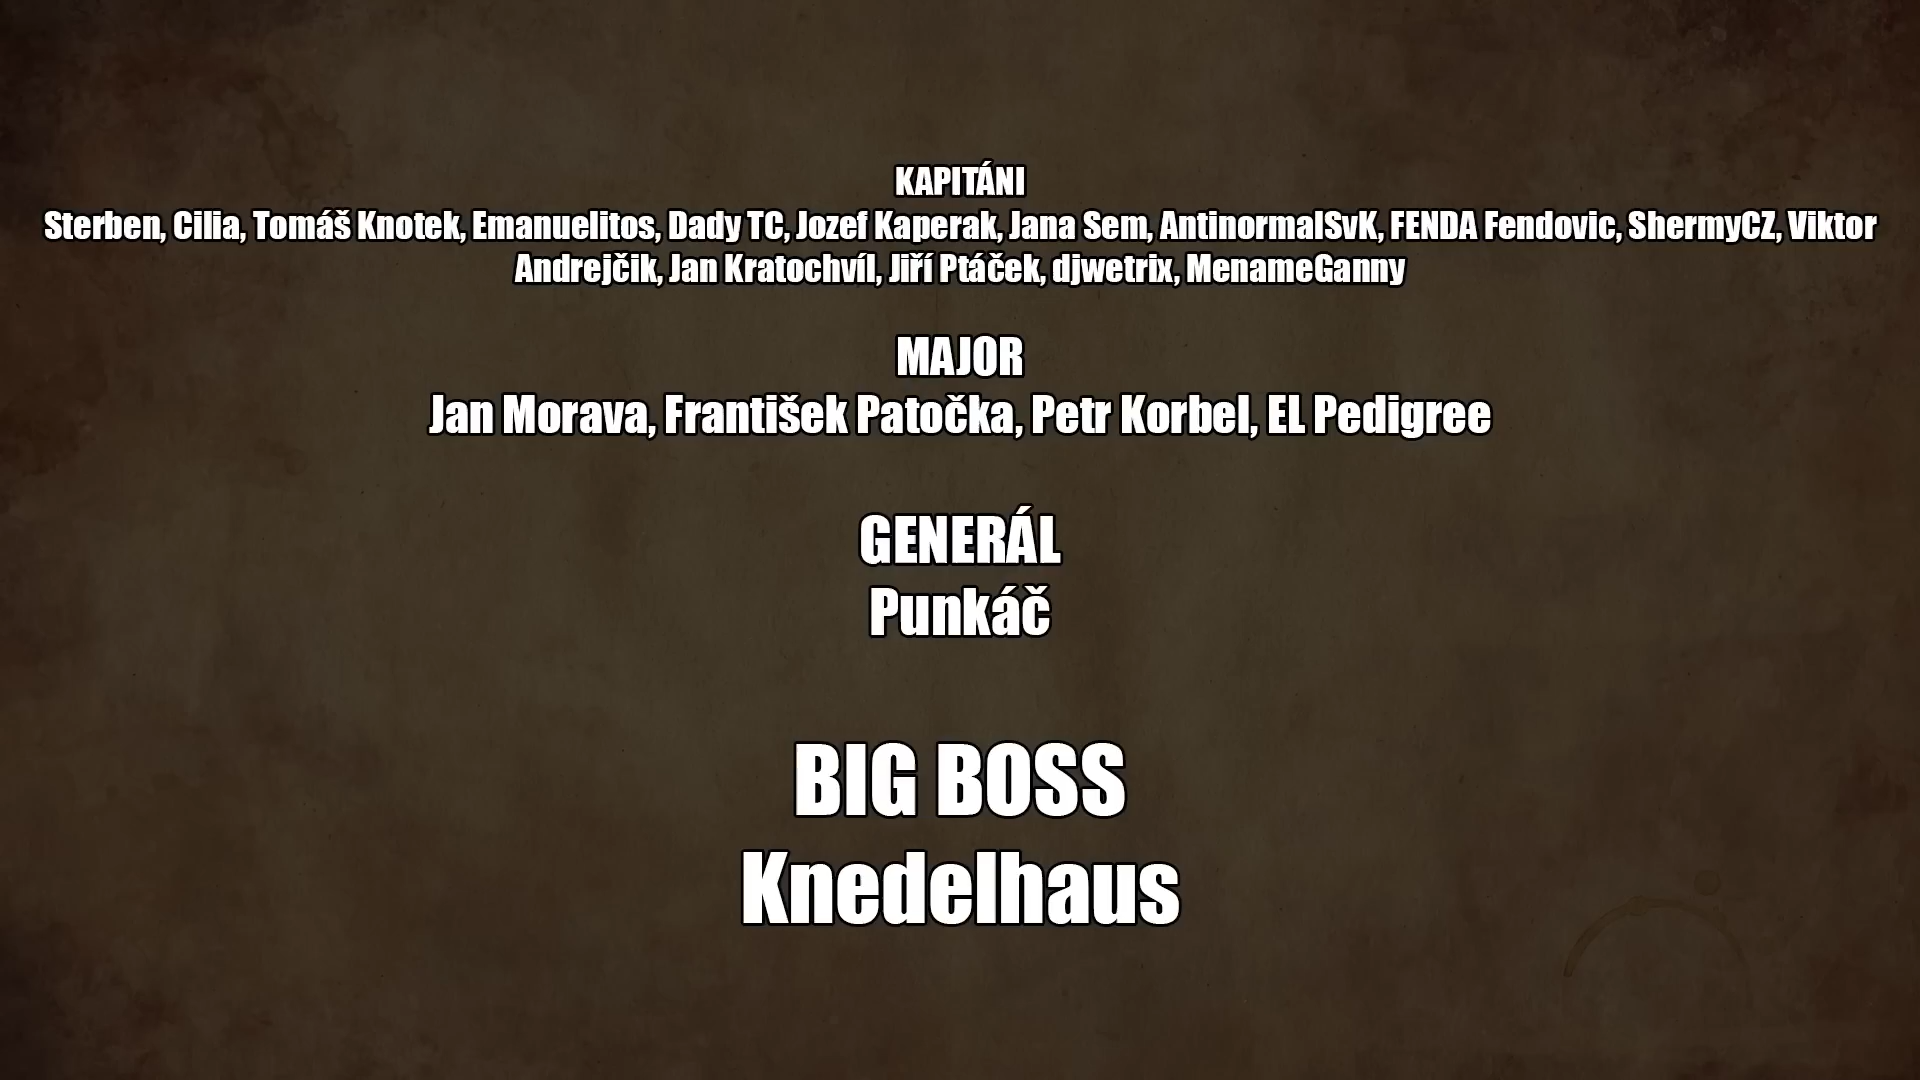 KAPITÁNI
Sterben, Cilia, Tomáš Knotek, Emanuelitos, Dady TC, Jozef Kaperak, Jana Sem, AntinormalSvK, FENDA Fendovic, ShermyCZ, Viktor
Andrejčik, Jan Kratochvíl, Jiří Ptáček, djwetrix, MenameGanny
MAJOR
Jan Morava, František Patočka, Petr Korbel, EL Pedigree
GENERÁL
Punkáč
BIG BOSS
Knedelhaus